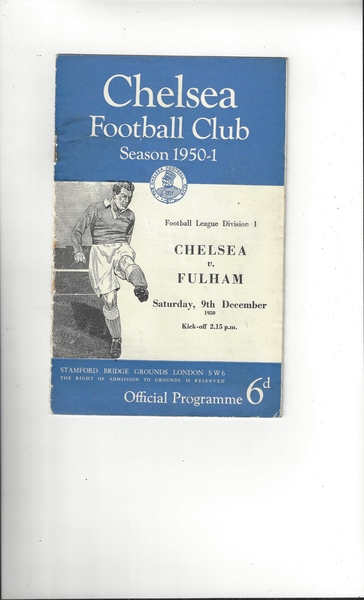 Chelsea
Football Club
Season 1950-1
Football League Division 1
CHELSEA
v.
FULHAM
Saturday, 9th December
1950
Kick-off 2.15 p.m.
STAMFORD BRIDGE GROUNDS LONDON SW6
THE RIGHT OF ADMISSION TO GROUNDS IS RESERVED
Official Programme 6d